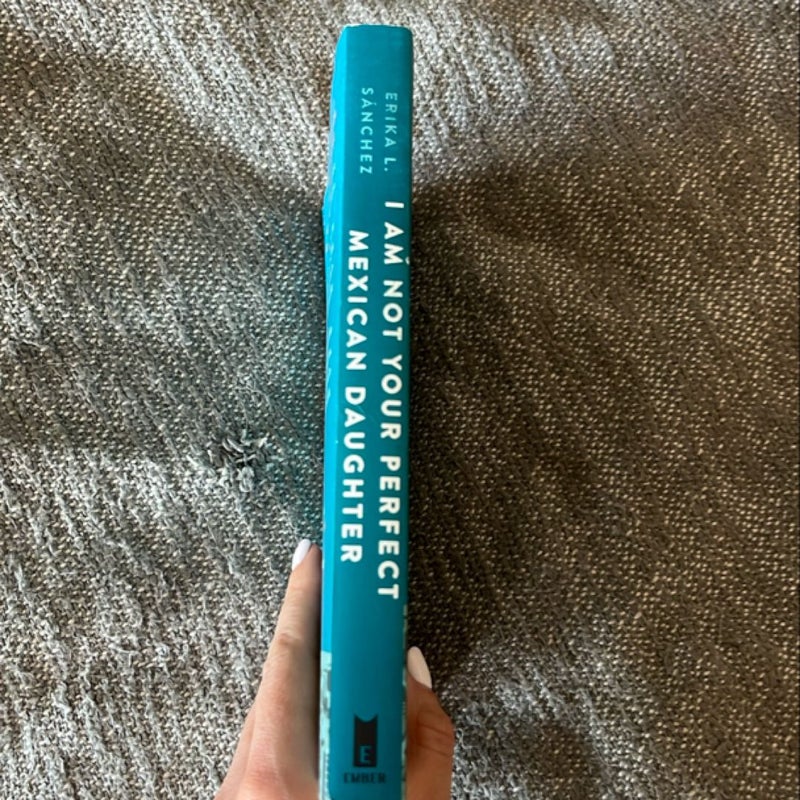 ERIKA L.
SÁNCHEZ
I AM NOT YOUR PERFECT
MEXICAN DAUGHTER
E
EMBER